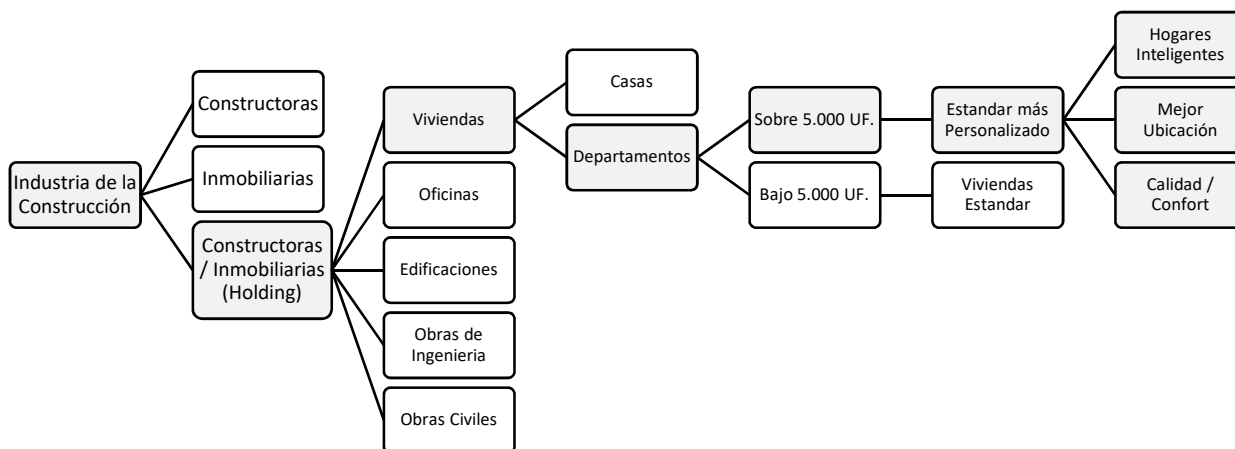 Industria de la
Construcción
Constructoras
Inmobiliarias
Constructoras
/ Inmobiliarias
(Holding)
Viviendas
Oficinas
Edificaciones
Obras de
Ingenieria
Obras Civiles
Casas
Departamentos
Sobre 5.000 UF.
Bajo 5.000 UF.
Estandar más
Personalizado
Viviendas
Estandar
Hogares
Inteligentes
Mejor
Ubicación
Calidad /
Confort